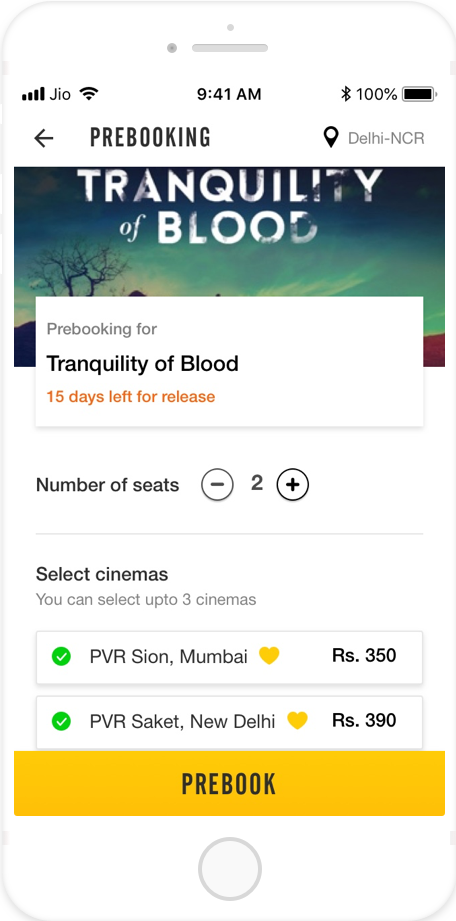 Jio 9:41 AM 100%
PREBOOKING Delhi-NCR
TRANQUILITY
of BLOOD
Prebooking for
Tranquility of Blood
15 days left for release
Number of seats 2
Select cinemas
You can select upto 3 cinemas
PVR Sion, Mumbai Rs. 350
PVR Saket, New Delhi Rs. 390
PREBOOK